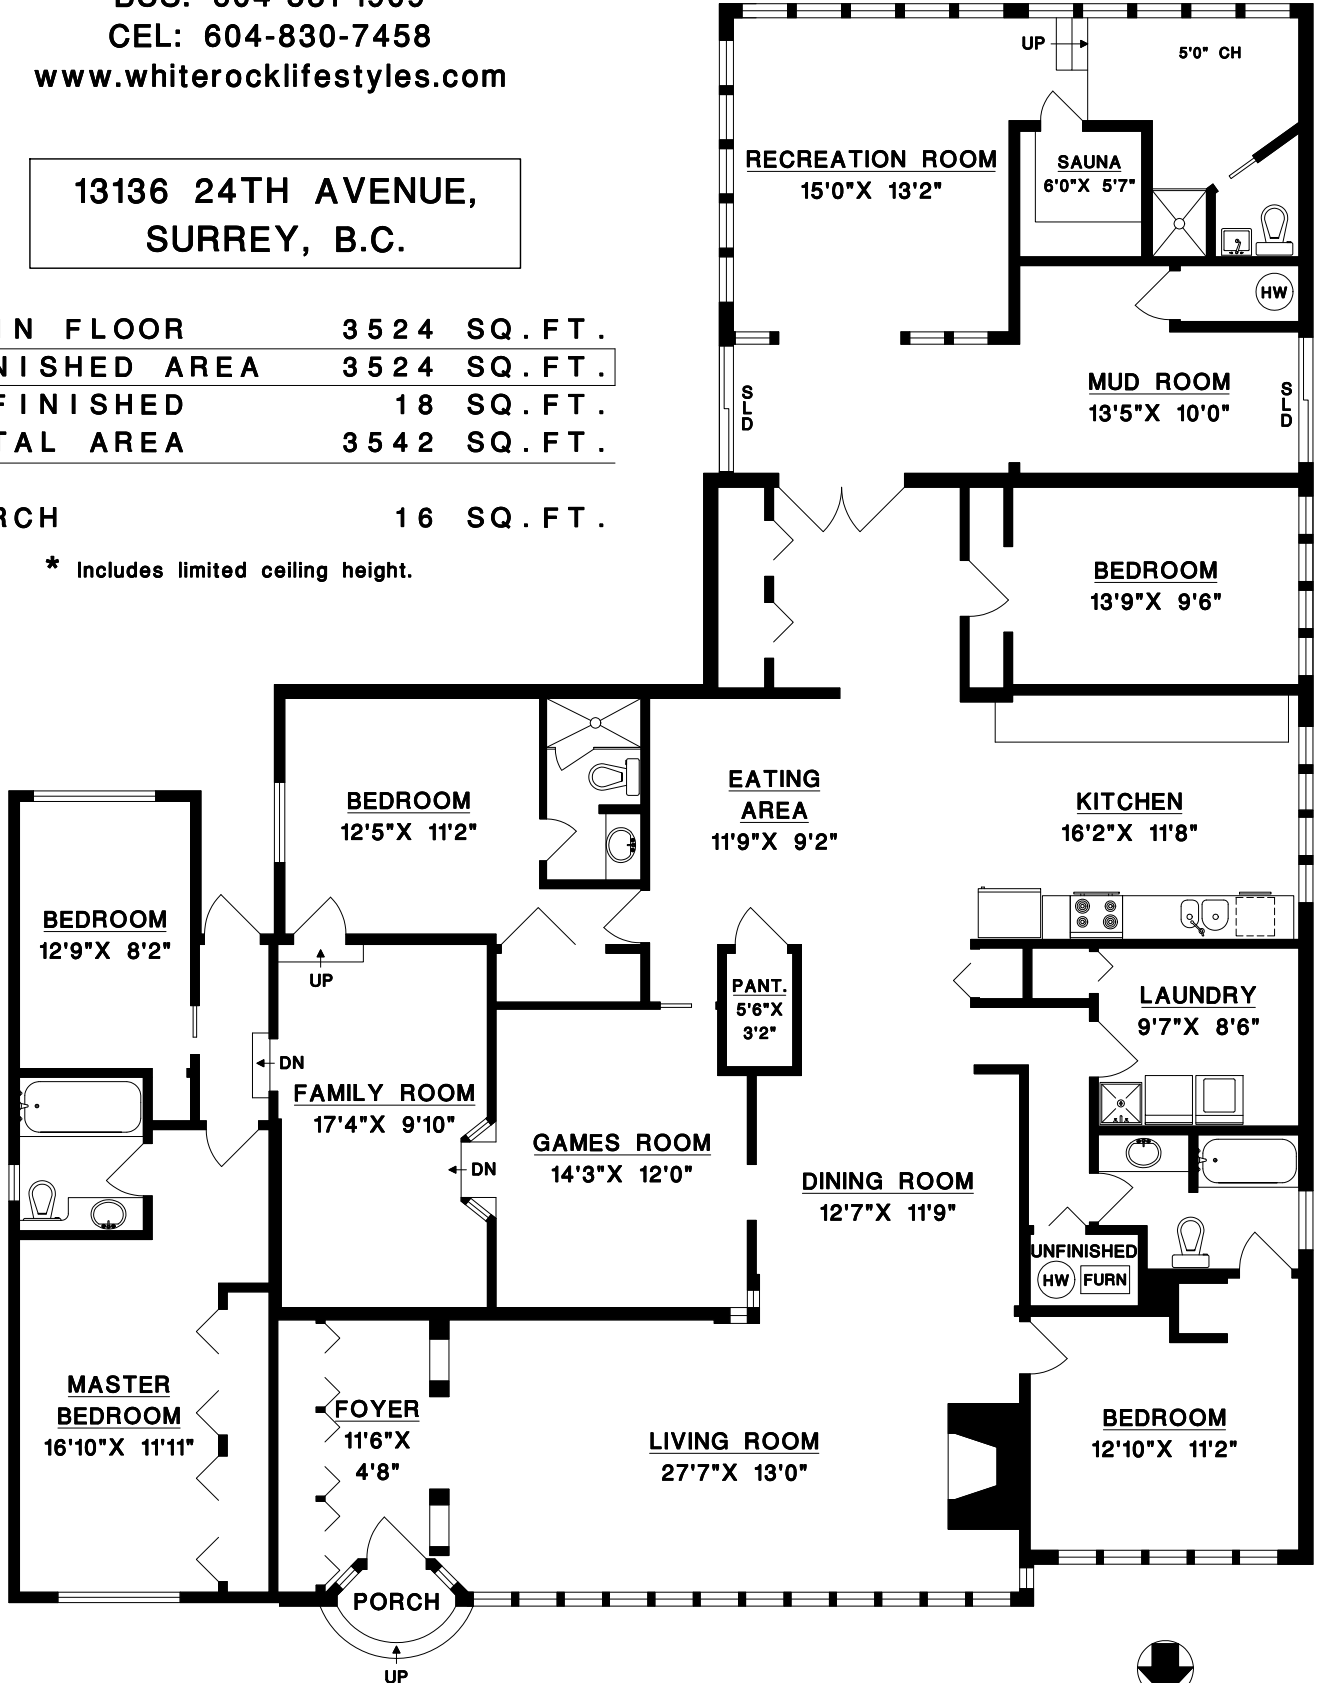 CEL: 604-830-7458
www.whiterocklifestyles.com
13136 24TH AVENUE,
SURREY, B.C.
N FLOOR 3524 SQ.FT.
NISHED AREA 3524 SQ.FT.
FINISHED 18 SQ.FT.
TAL AREA 3542 SQ.FT.
RCH 16 SQ.FT.
* Includes limited ceiling height.
UP
5'0" CH
RECREATION ROOM
15'0"X 13'2"
SAUNA
6'0"X 5'7"
HW
MUD ROOM
13'5"X 10'0"
SLD
SLD
BEDROOM
13'9"X 9'6"
EATING
AREA
11'9"X 9'2"
KITCHEN
16'2"X 11'8"
BEDROOM
12'5"X 11'2"
BEDROOM
12'9"X 8'2"
UP
PANT.
5'6"X
3'2"
LAUNDRY
9'7"X 8'6"
DN
FAMILY ROOM
17'4"X 9'10"
DN
GAMES ROOM
14'3"X 12'0"
DINING ROOM
12'7"X 11'9"
UNFINISHED
HW FURN
MASTER
BEDROOM
16'10"X 11'11"
FOYER
11'6"X
4'8"
LIVING ROOM
27'7"X 13'0"
BEDROOM
12'10"X 11'2"
PORCH
UP